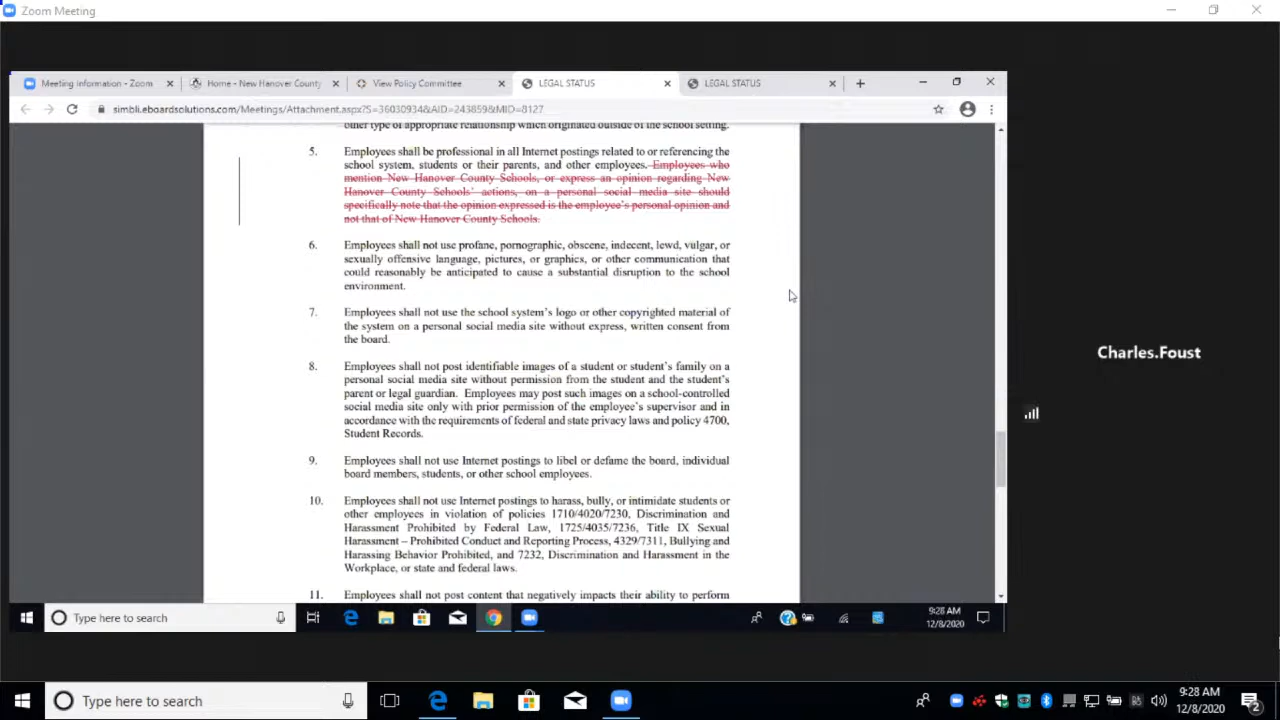 Zoom Meeting
Meeting Information - Zoom
Home - New Hanover County
View Policy Committee
LEGAL STATUS
LEGAL STATUS
simbli.eboardsolutions.com/Meetings/Attachment.aspx?S=36030934&AID=243859&MID=8127
other type of appropriate relationship which originated outside of the school setting.
5. Employees shall be professional in all Internet postings related to or referencing the
school system, students or their parents, and other employees. Employees who
mention New Hanover County Schools, or express an opinion regarding New
Hanover County Schools' actions, on a personal social media site should
specifically note that the opinion expressed is the employee's personal opinion and
not that of New Hanover County Schools.
6. Employees shall not use profane, pornographic, obscene, indecent, lewd, vulgar, or
sexually offensive language, pictures, or graphics, or other communication that
could reasonably be anticipated to cause a substantial disruption to the school
environment.
7. Employees shall not use the school system's logo or other copyrighted material of
the system on a personal social media site without express, written consent from
the board.
8. Employees shall not post identifiable images of a student or student's family on a
personal social media site without permission from the student and the student's
parent or legal guardian. Employees may post such images on a school-controlled
social media site only with prior permission of the employee's supervisor and in
accordance with the requirements of federal and state privacy laws and policy 4700,
Student Records.
9. Employees shall not use Internet postings to libel or defame the board, individual
board members, students, or other school employees.
10. Employees shall not use Internet postings to harass, bully, or intimidate students or
other employees in violation of policies 1710/4020/7230, Discrimination and
Harassment Prohibited by Federal Law, 1725/4035/7236, Title IX Sexual
Harassment – Prohibited Conduct and Reporting Process, 4329/7311, Bullying and
Harassing Behavior Prohibited, and 7232, Discrimination and Harassment in the
Workplace, or state and federal laws.
11. Employees shall not post content that negatively impacts their ability to perform
Charles.Foust
Type here to search
9:28 AM
12/8/2020
Type here to search
9:28 AM
12/8/2020
2